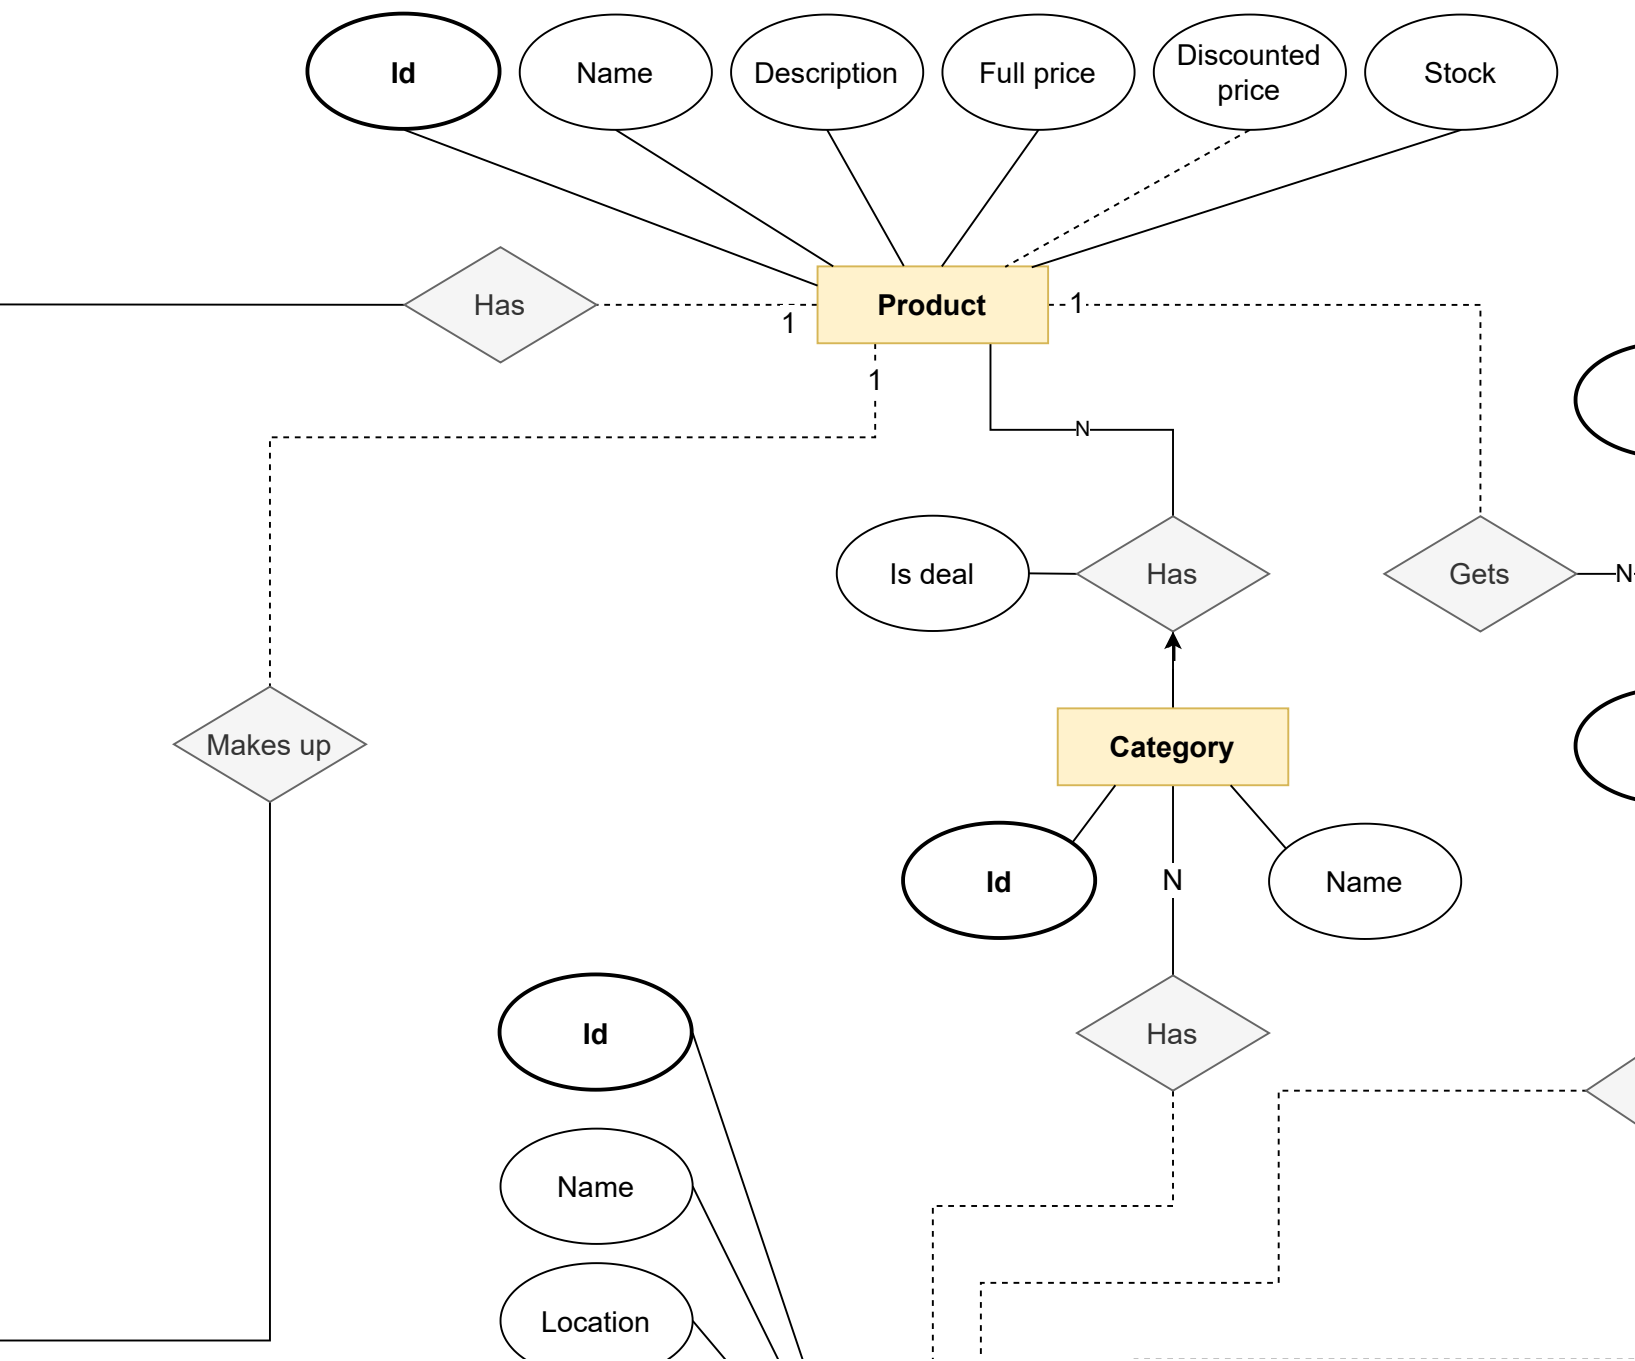 Id
Name
Description
Full price
Discounted
price
Stock
Has
1
Product
1
1
N
Is deal
Has
Gets
N
Makes up
Category
Id
N
Name
Id
Has
Name
Location